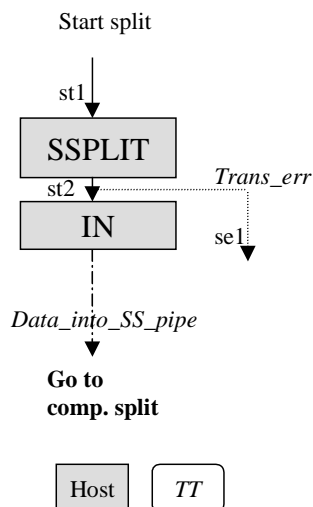 Start split
st1
SSPLIT
st2
Trans_err
IN
se1
Data_into_SS_pipe
Go to
comp. split
Host
TT